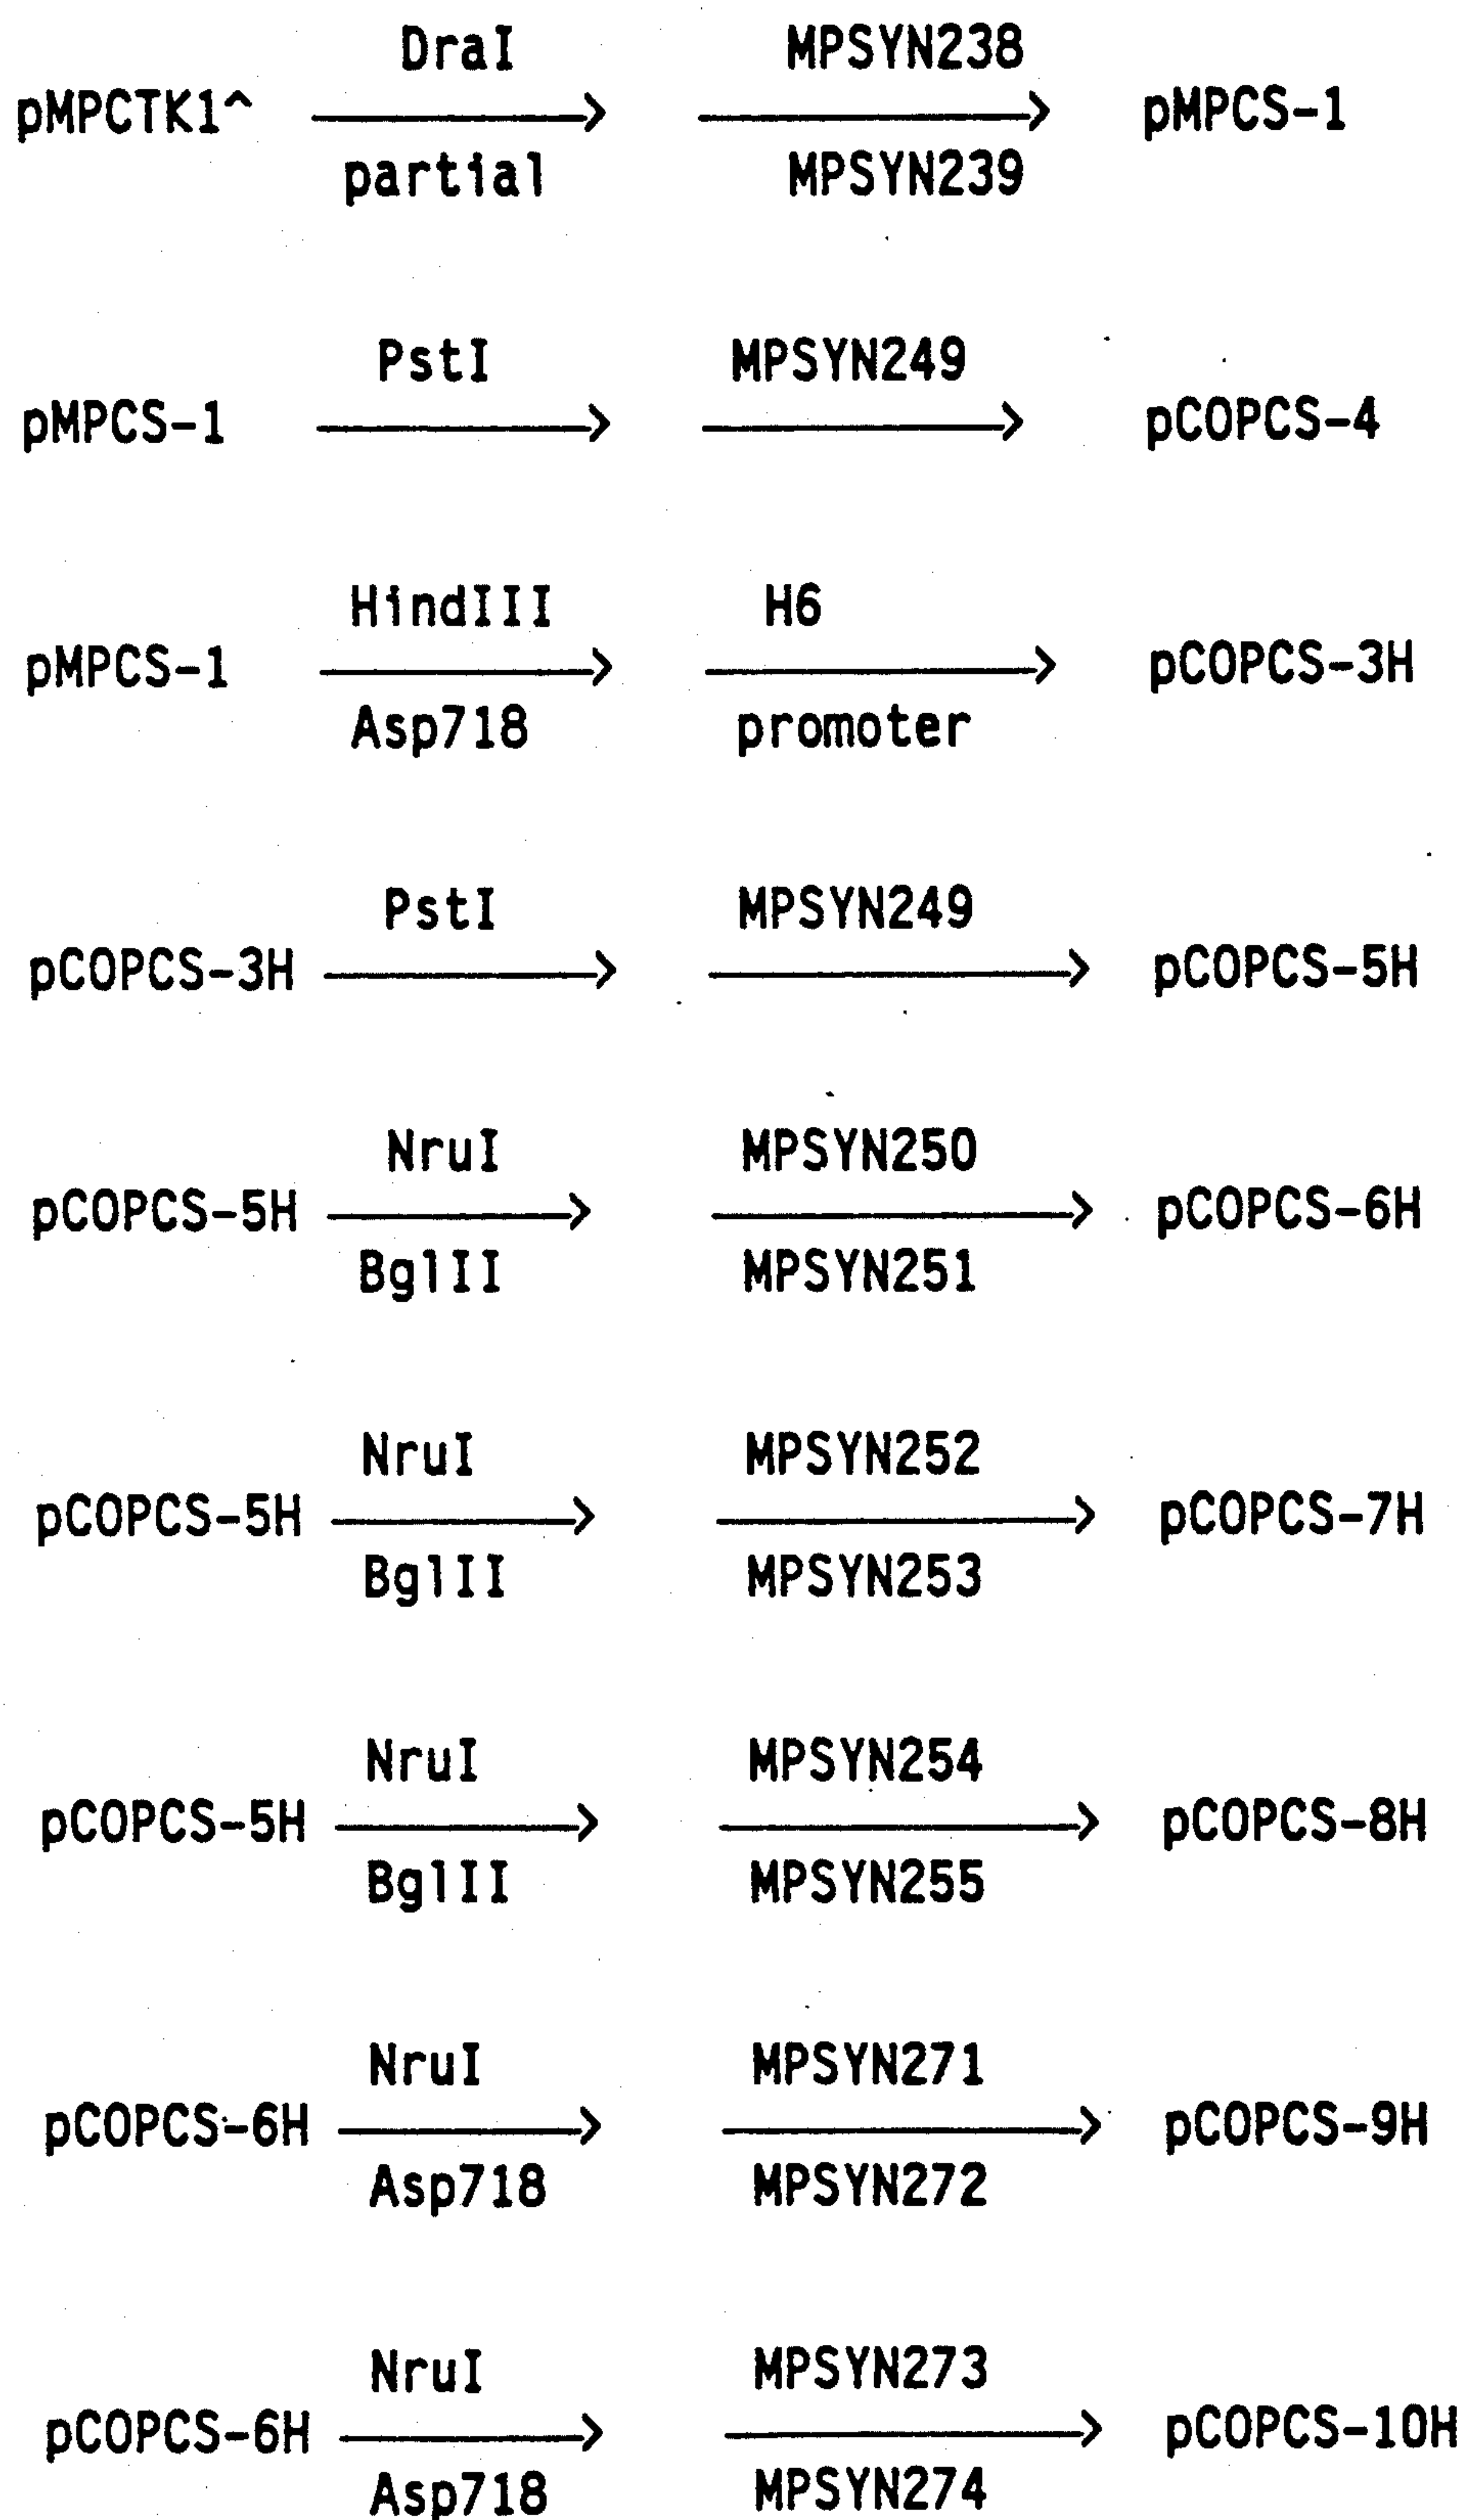 DraI MPSYN238
pMPCTK1^ pMPCS-1
partial MPSYN239
PstI MPSYN249
pMPCS-1 pCOPCS-4
HindIII H6
pMPCS-1 pCOPCS-3H
Asp718 promoter
PstI MPSYN249
pCOPCS-3H pCOPCS-5H
NruI MPSYN250
pCOPCS-5H pCOPCS-6H
BglII MPSYN251
NruI MPSYN252
pCOPCS-5H pCOPCS-7H
BglII MPSYN253
NruI MPSYN254
pCOPCS-5H pCOPCS-8H
BglII MPSYN255
NruI MPSYN271
pCOPCS-6H pCOPCS-9H
Asp718 MPSYN272
NruI MPSYN273
pCOPCS-6H pCOPCS-10H
Asp718 MPSYN274